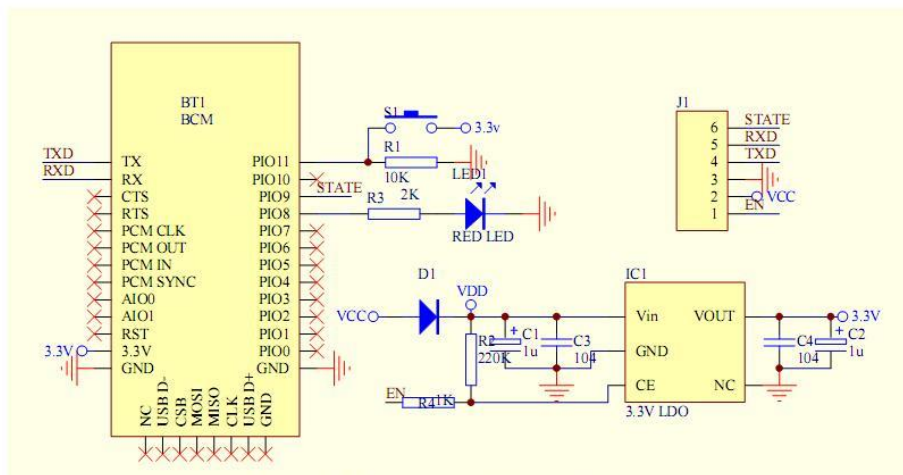 BT1
BCM
TXD
RXD
TX
RX
CTS
RTS
PCM CLK
PCM OUT
PCM IN
PCM SYNC
AIO0
AIO1
RST
3.3V
3.3V
GND
PIO11
PIO10
PIO9
PIO8
PIO7
PIO6
PIO5
PIO4
PIO3
PIO2
PIO1
PIO0
GND
NC
USB D-
CSB
MOSI
MISO
CLK
USB D+
GND
S1
3.3v
R1
10K
LED1
STATE
R3
2K
RED LED
J1
6 STATE
5 RXD
4 TXD
3
2 VCC
1 EN
D1
VCC
VDD
R2
220K
C1
1u
C3
104
EN
R4 1K
IC1
Vin
VOUT
GND
CE
NC
3.3V LDO
3.3V
C4
104
C2
1u